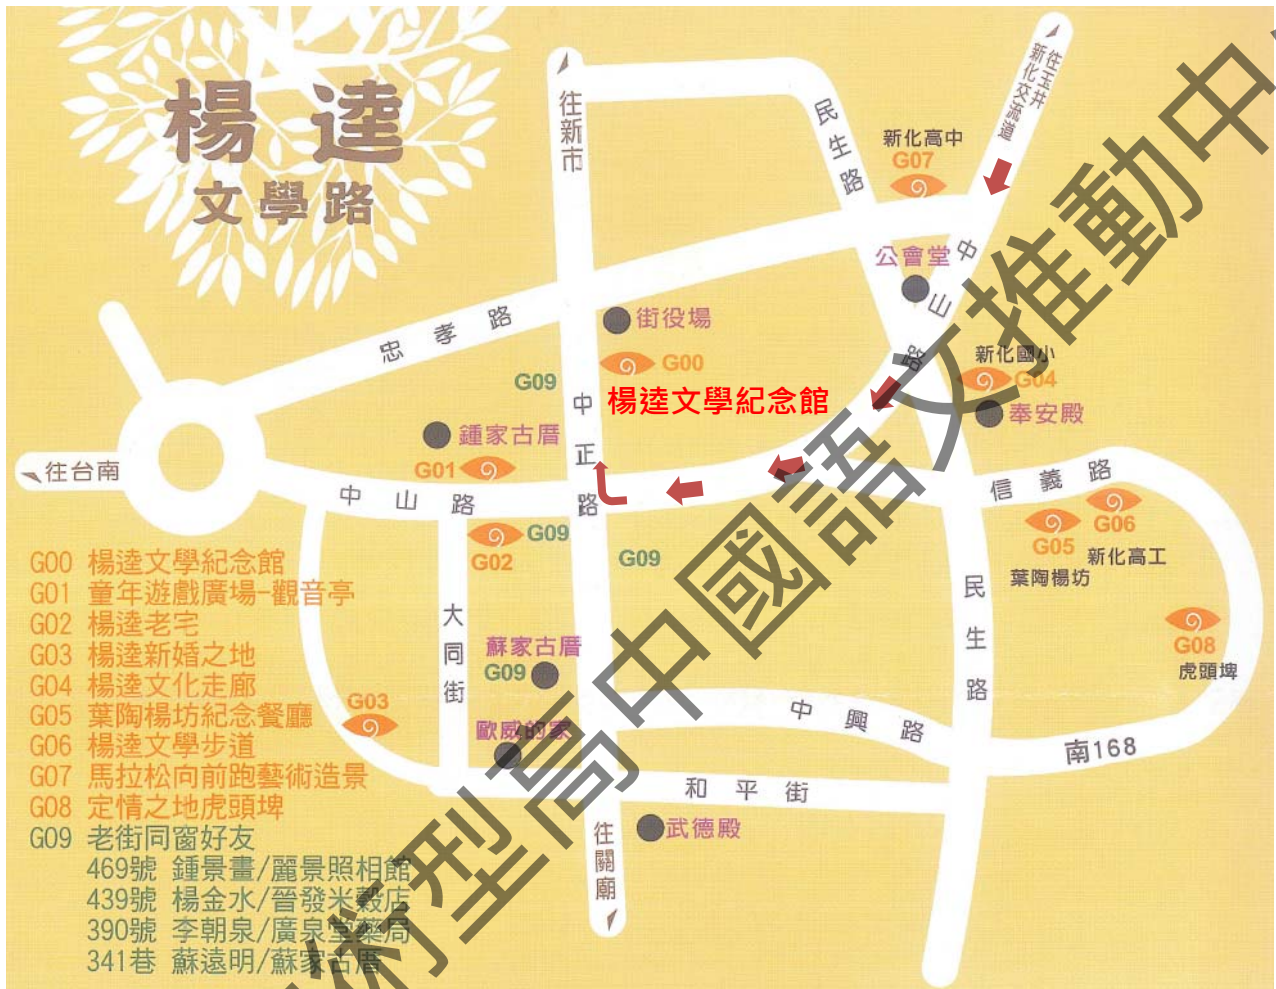 楊逵
文學路
往新市
民生路
往玉井
新化交流道
新化高中
G07
公會堂
中山路
忠孝路
街役場
G00
楊逵文學紀念館
G09
中正路
新化國小
G04
奉安殿
鍾家古厝
G01
往台南
中山路
G02
G09
G09
信義路
G05
葉陶楊坊
G06
新化高工
民生路
G08
虎頭埤
大同街
蘇家古厝
G09
G03
歐威的家
中興路
南168
和平街
武德殿
往關廟
G00 楊逵文學紀念館
G01 童年遊戲廣場-觀音亭
G02 楊逵老宅
G03 楊逵新婚之地
G04 楊逵文化走廊
G05 葉陶楊坊紀念餐廳
G06 楊逵文學步道
G07 馬拉松向前跑藝術造景
G08 定情之地虎頭埤
G09 老街同窗好友
469號 鍾景畫/麗景照相館
439號 楊金水/晉發米穀店
390號 李朝泉/廣泉堂藥局
341巷 蘇遠明/蘇家古厝
術型高中國語文推動中